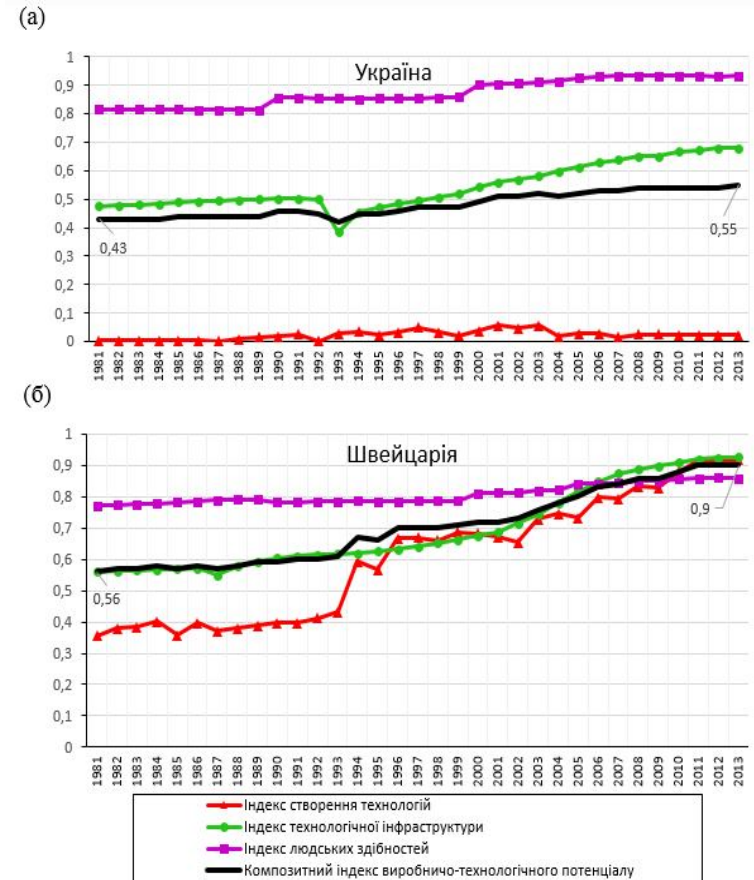 (а)
Україна
1
0,9
0,8
0,7
0,6
0,5
0,4
0,3
0,2
0,1
0
0,43
0,55
1981 1982 1983 1984 1985 1986 1987 1988 1989 1990 1991 1992 1993 1994 1995 1996 1997 1998 1999 2000 2001 2002 2003 2004 2005 2006 2007 2008 2009 2010 2011 2012 2013
(б)
Швейцарія
1
0,9
0,8
0,7
0,6
0,5
0,4
0,3
0,2
0,1
0
0,56
0,9
1981 1982 1983 1984 1985 1986 1987 1988 1989 1990 1991 1992 1993 1994 1995 1996 1997 1998 1999 2000 2001 2002 2003 2004 2005 2006 2007 2008 2009 2010 2011 2012 2013
Індекс створення технологій
Індекс технологічної інфраструктури
Індекс людських здібностей
Композитний індекс виробничо-технологічного потенціалу